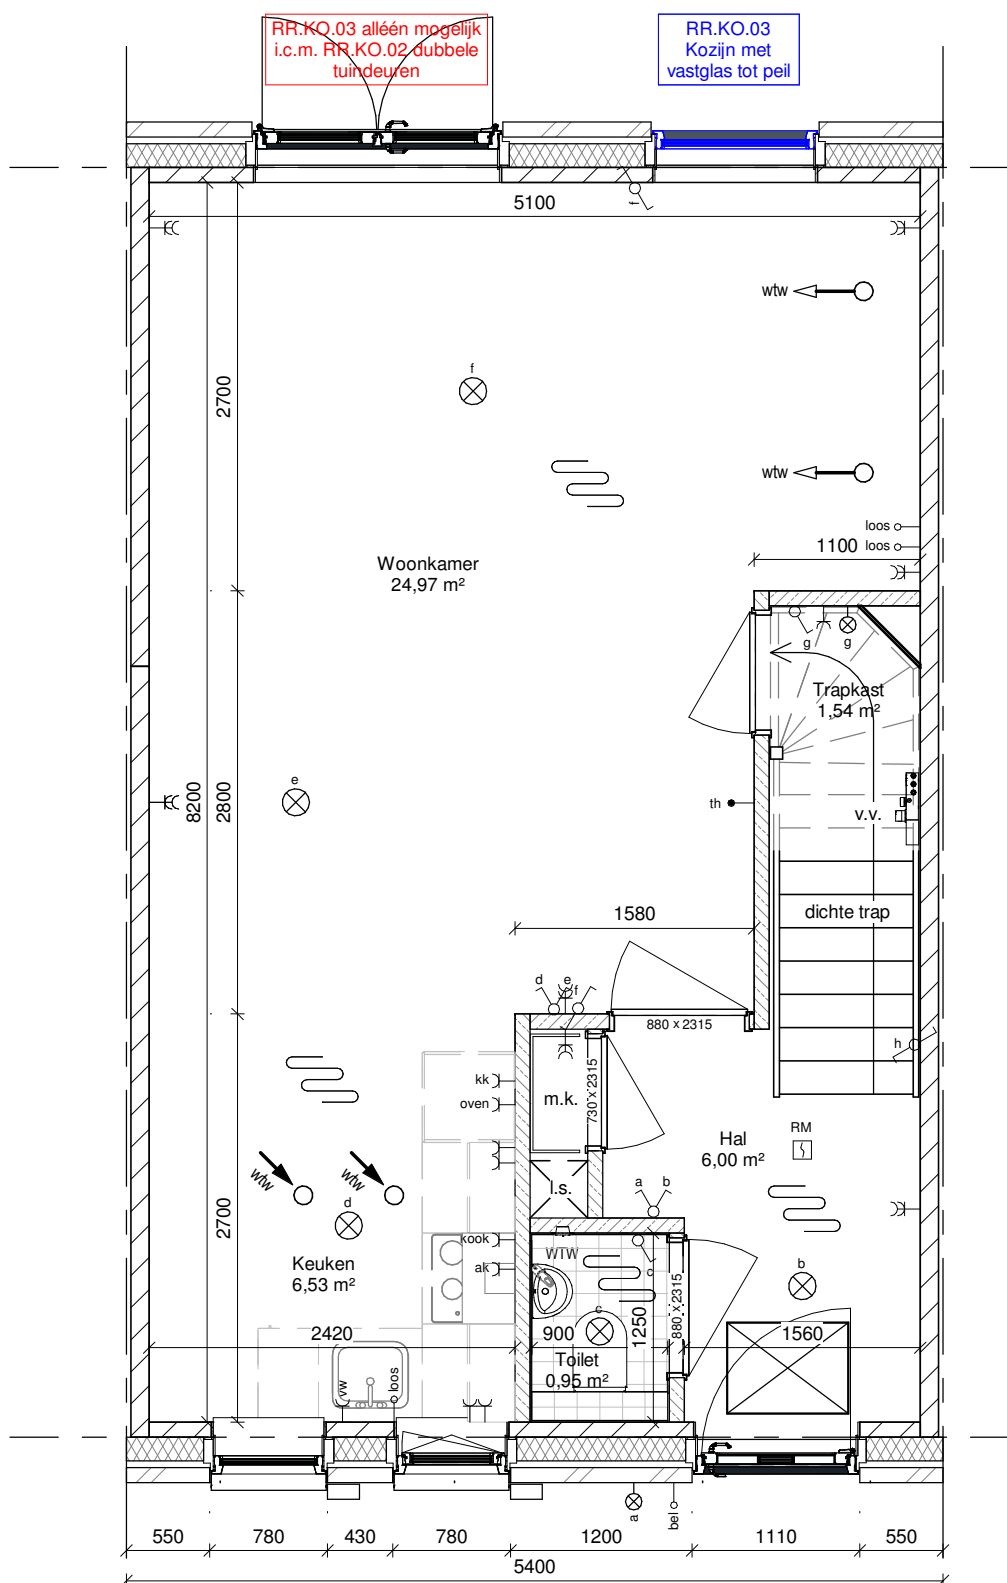 RR.KO.03 alléén mogelijk
i.c.m. RR.KO.02 dubbele
tuindeuren
RR.KO.03
Kozijn met
vastglas tot peil
5100
f
wtw
f
2700
wtw
loos
loos
1100
Woonkamer
24,97 m²
g
g
Trapkast
1,54 m²
e
8200
2800
th
v.v.
dichte trap
1580
d
e
f
880 x 2315
h
kk
oven
m.k.
730 x 2315
RM
Hal
6,00 m²
wtw
wtw
l.s.
a
b
d
2700
kook
ak
WTW
c
Keuken
6,53 m²
880 x 2315
b
c
2420
900
1250
1560
Toilet
0,95 m²
vw
loos
a
bel
550
780
430
780
1200
1110
550
5400